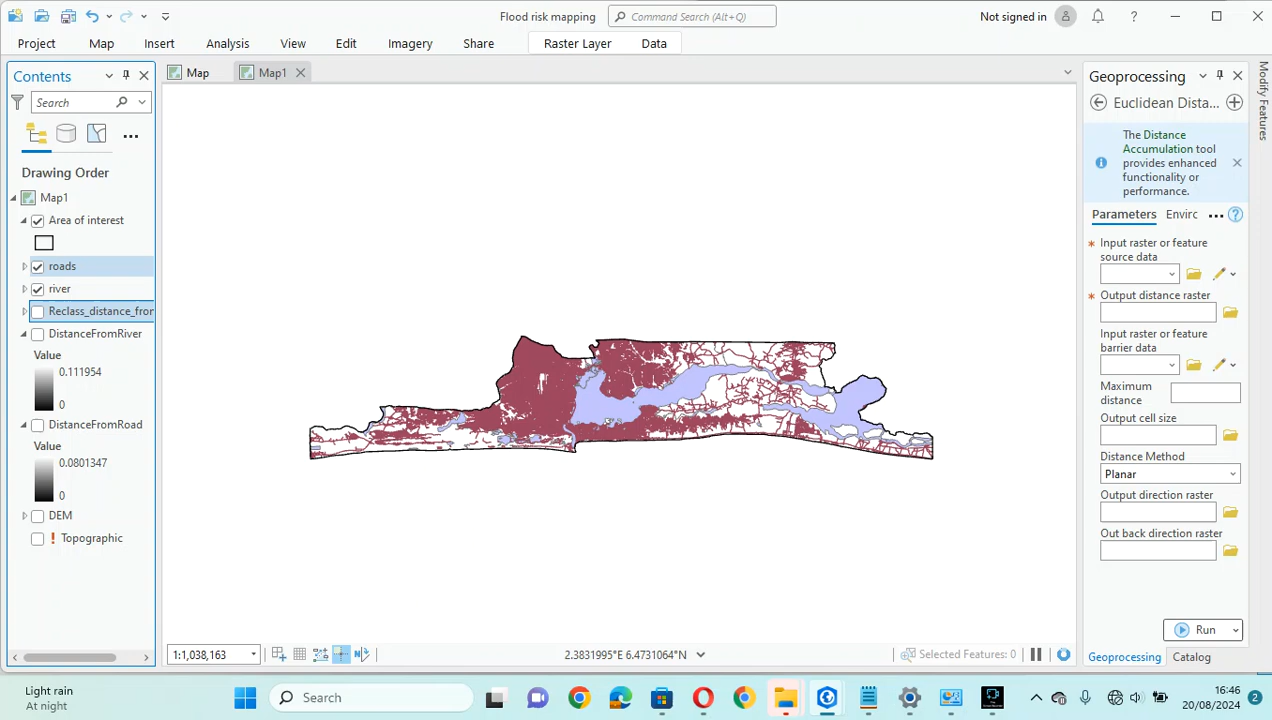 Flood risk mapping
Command Search (Alt+Q)
Not signed in
?
Project
Map
Insert
Analysis
View
Edit
Imagery
Share
Raster Layer
Data
Contents
Search
Drawing Order
Map1
Area of interest
roads
river
Reclass_distance_fror
DistanceFromRiver
Value
0.111954
0
DistanceFromRoad
Value
0.0801347
0
DEM
! Topographic
Map
Map1
1:1,038,163
2.3831995°E 6.4731064°N
Selected Features: 0
Geoprocessing
Euclidean Dista...
The Distance
Accumulation tool
provides enhanced
functionality or
performance.
Parameters
Envirc
?
* Input raster or feature
source data
* Output distance raster
Input raster or feature
barrier data
Maximum
distance
Output cell size
Distance Method
Planar
Output direction raster
Out back direction raster
Run
Geoprocessing
Catalog
Modify Features
Light rain
At night
Search
16:46
20/08/2024
2